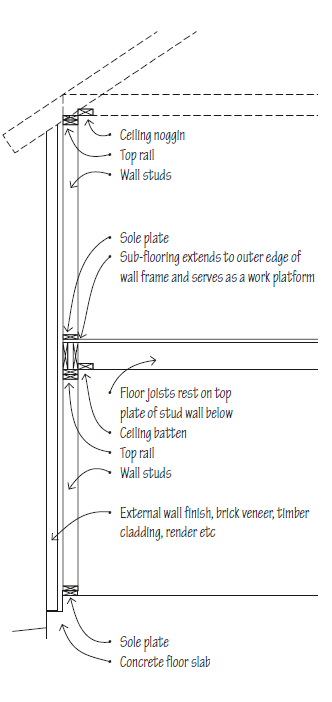 Ceiling noggin
Top rail
Wall studs
Sole plate
Sub-flooring extends to outer edge of
wall frame and serves as a work platform
Floor joists rest on top
plate of stud wall below
Ceiling batten
Top rail
Wall studs
External wall finish, brick veneer, timber
cladding, render etc
Sole plate
Concrete floor slab